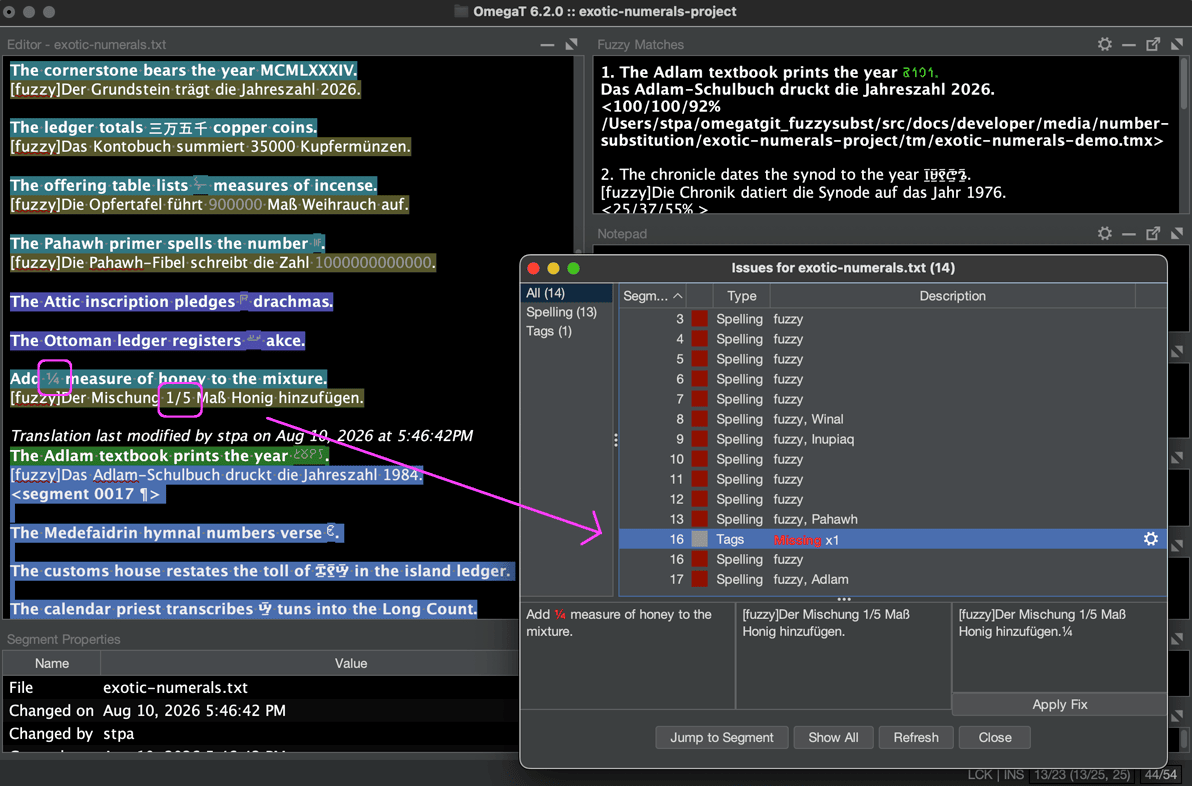 OmegaT 6.2.0 :: exotic-numerals-project
Editor - exotic-numerals.txt
The cornerstone bears the year MCMLXXXIV.
[fuzzy]Der Grundstein trägt die Jahreszahl 2026.
The ledger totals 三万五千 copper coins.
[fuzzy]Das Kontobuch summiert 35000 Kupfermünzen.
The offering table lists measures of incense.
[fuzzy]Die Opfertafel führt 900000 Maß Weihrauch auf.
The Pahawh primer spells the number .
[fuzzy]Die Pahawh-Fibel schreibt die Zahl 1000000000000.
The Attic inscription pledges drachmas.
The Ottoman ledger registers akce.
Add ¼ measure of honey to the mixture.
[fuzzy]Der Mischung 1/5 Maß Honig hinzufügen.
Translation last modified by stpa on Aug 10, 2026 at 5:46:42PM
The Adlam textbook prints the year .
[fuzzy]Das Adlam-Schulbuch druckt die Jahreszahl 1984.
<segment 0017 ¶>
The Medefaidrin hymnal numbers verse .
The customs house restates the toll of in the island ledger.
The calendar priest transcribes tuns into the Long Count.
Segment Properties
Name Value
File exotic-numerals.txt
Changed on Aug 10, 2026 5:46:42 PM
Changed by stpa
Fuzzy Matches
1. The Adlam textbook prints the year .
Das Adlam-Schulbuch druckt die Jahreszahl 2026.
<100/100/92%
/Users/stpa/omegatgit_fuzzysubst/src/docs/developer/media/number-
substitution/exotic-numerals-project/tm/exotic-numerals-demo.tmx>
2. The chronicle dates the synod to the year .
[fuzzy]Die Chronik datiert die Synode auf das Jahr 1976.
<25/37/55% >
Notepad
Issues for exotic-numerals.txt (14)
All (14)
Spelling (13)
Tags (1)
Segm... Type Description
3 Spelling fuzzy
4 Spelling fuzzy
5 Spelling fuzzy
6 Spelling fuzzy
7 Spelling fuzzy
8 Spelling fuzzy, Winal
9 Spelling fuzzy, Inupiaq
10 Spelling fuzzy
11 Spelling fuzzy
12 Spelling fuzzy
13 Spelling fuzzy, Pahawh
16 Tags Missing x1
16 Spelling fuzzy
17 Spelling fuzzy, Adlam
Add ¼ measure of honey to the
mixture.
[fuzzy]Der Mischung 1/5 Maß
Honig hinzufügen.
[fuzzy]Der Mischung 1/5 Maß
Honig hinzufügen.¼
Apply Fix
Jump to Segment Show All Refresh Close
LCK | INS 13/23 (13/25, 25) 44/54